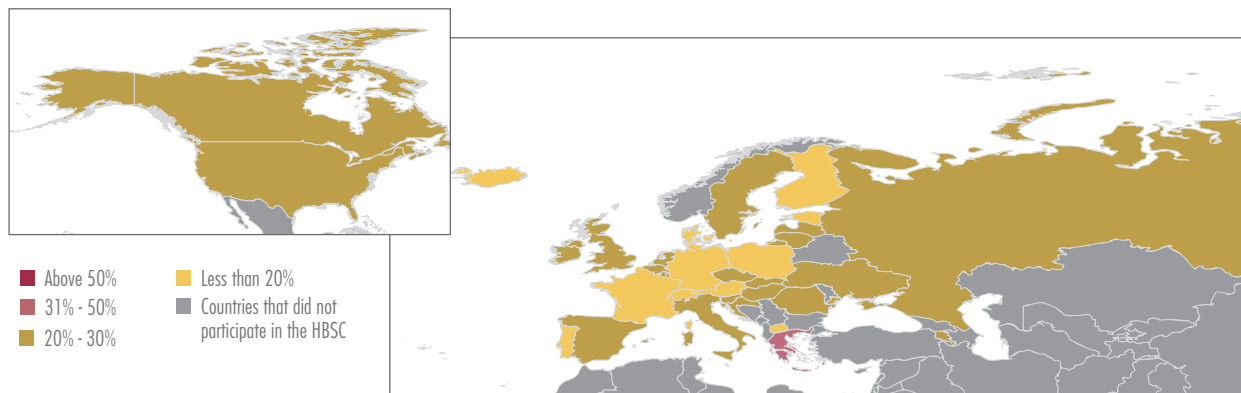 Above 50%
31% - 50%
20% - 30%
Less than 20%
Countries that did not
participate in the HBSC